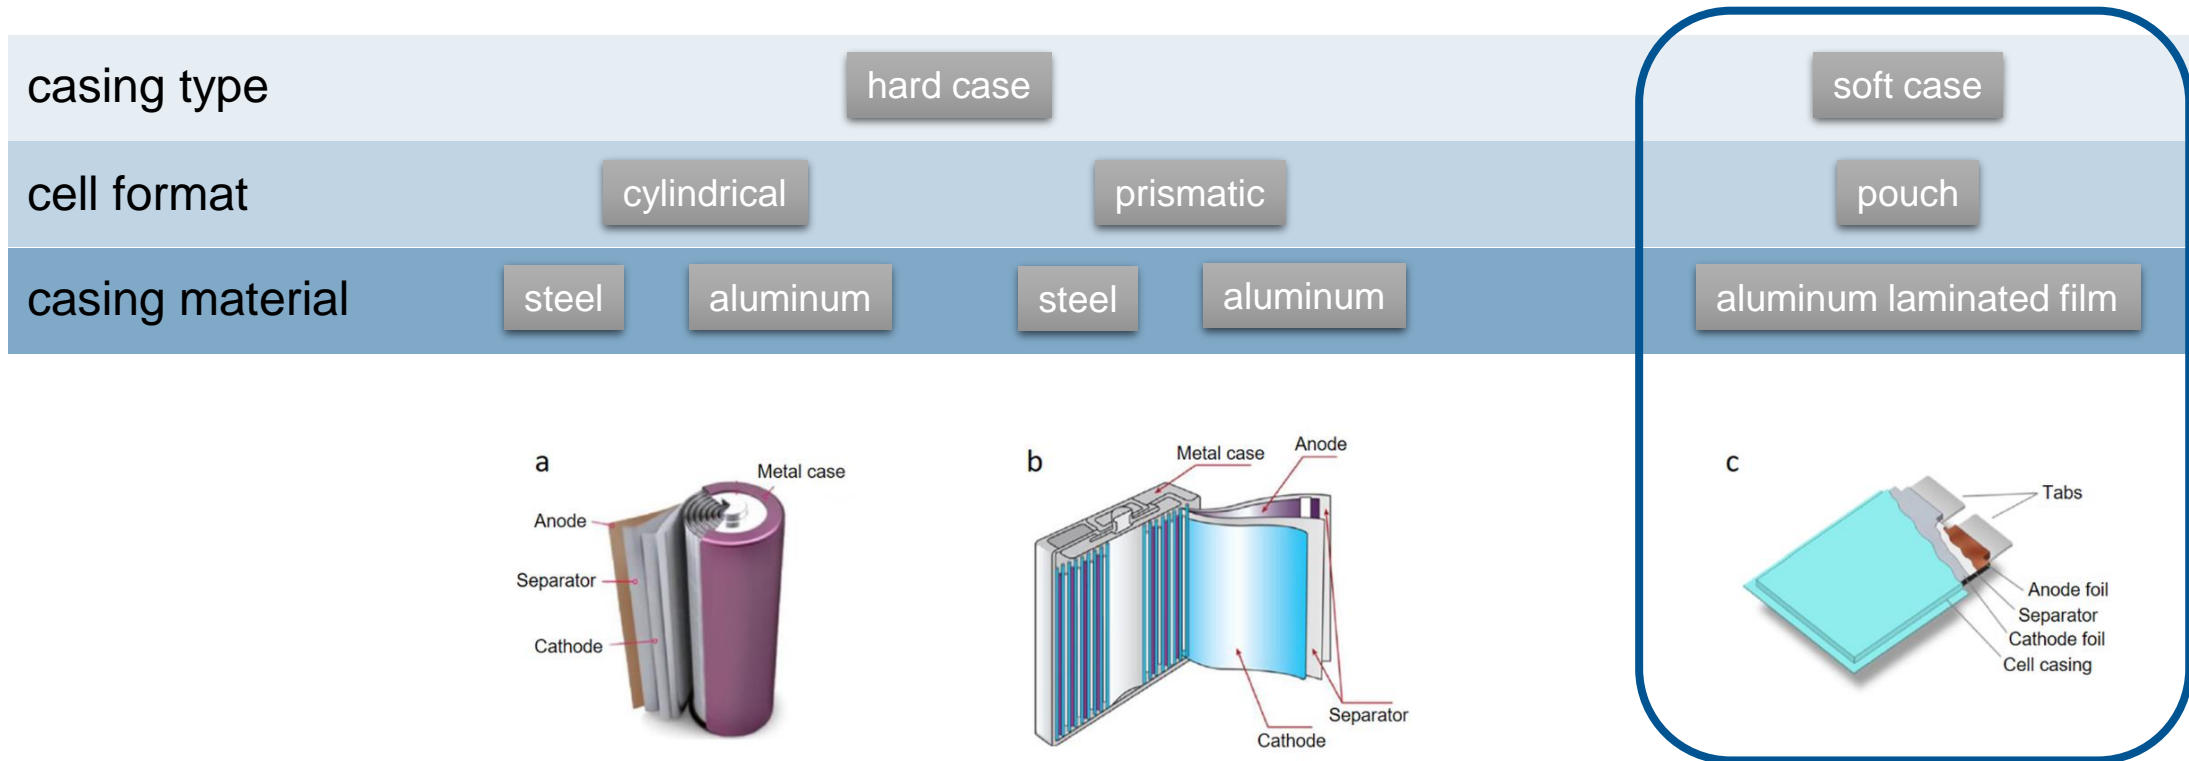 casing type
hard case
soft case
cell format
cylindrical
prismatic
pouch
casing material
steel
aluminum
steel
aluminum
aluminum laminated film
a
Metal case
Anode
Separator
Cathode
b
Metal case
Anode
Separator
Cathode
c
Tabs
Anode foil
Separator
Cathode foil
Cell casing